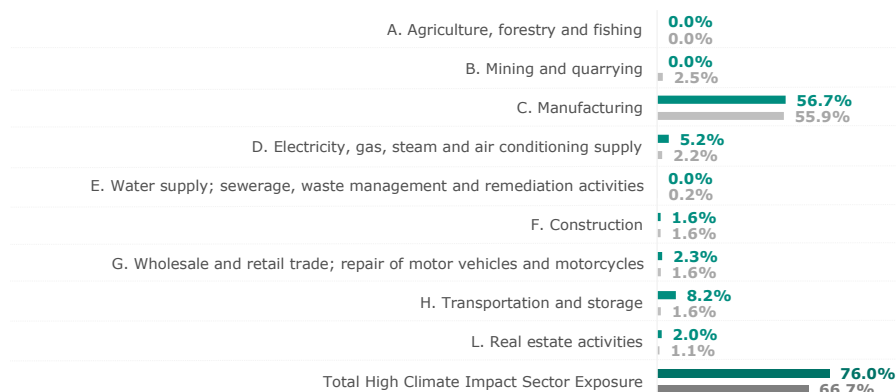 A. Agriculture, forestry and fishing 0.0%
0.0%
B. Mining and quarrying 0.0%
2.5%
C. Manufacturing 56.7%
55.9%
D. Electricity, gas, steam and air conditioning supply 5.2%
2.2%
E. Water supply; sewerage, waste management and remediation activities 0.0%
0.2%
F. Construction 1.6%
1.6%
G. Wholesale and retail trade; repair of motor vehicles and motorcycles 2.3%
1.6%
H. Transportation and storage 8.2%
1.6%
L. Real estate activities 2.0%
1.1%
Total High Climate Impact Sector Exposure 76.0%
66.7%